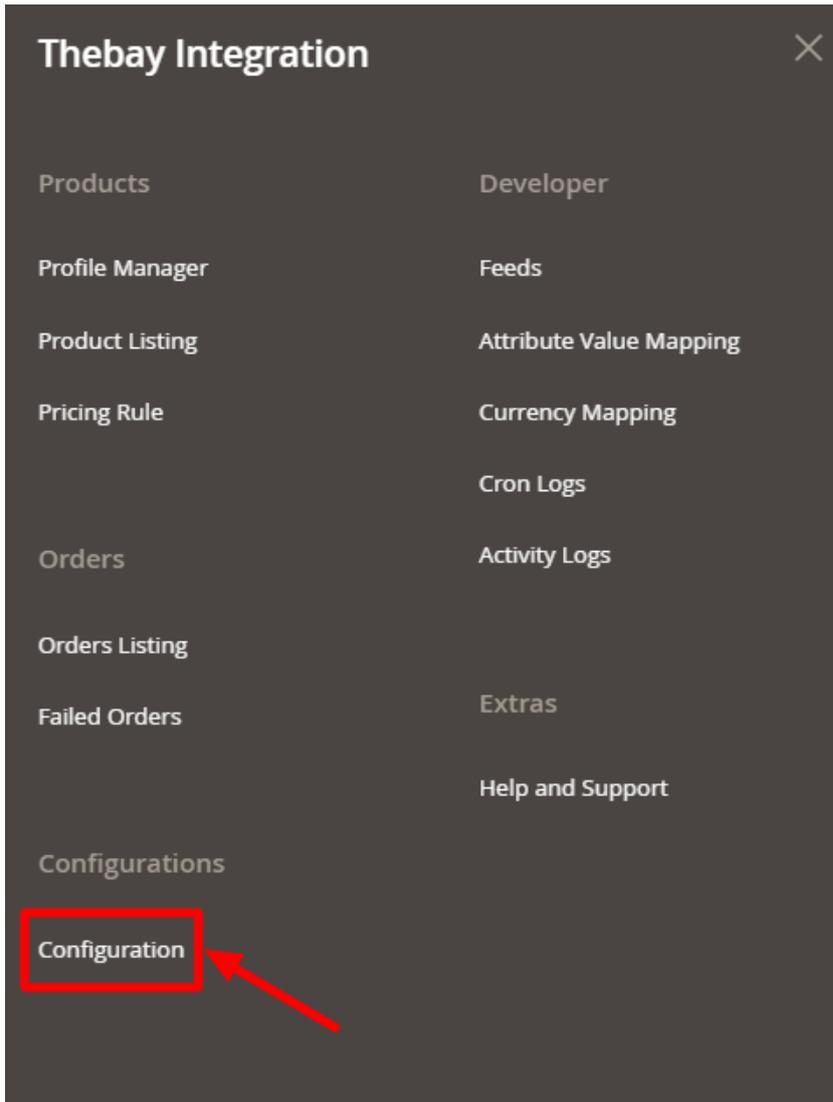 Thebay Integration
Products
Profile Manager
Product Listing
Pricing Rule
Orders
Orders Listing
Failed Orders
Configurations
Configuration
Developer
Feeds
Attribute Value Mapping
Currency Mapping
Cron Logs
Activity Logs
Extras
Help and Support